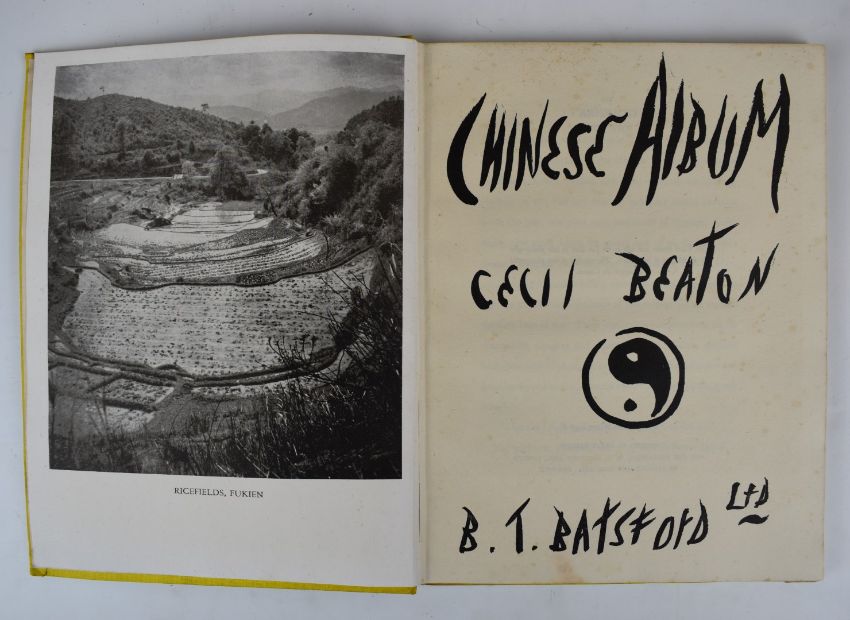 RICEFIELDS, FUKIEN
CHINESE ALBUM
CECIL BEATON
B. T. BATSFORD LTD